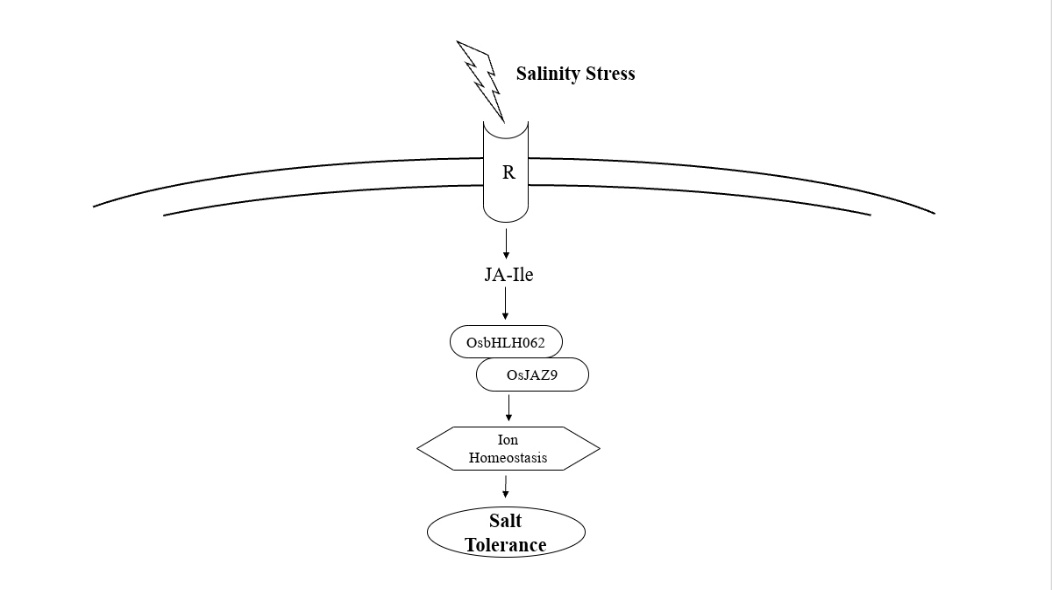 Salinity Stress
R
JA-Ile
OsbHLH062
OsJAZ9
Ion
Homeostasis
Salt
Tolerance